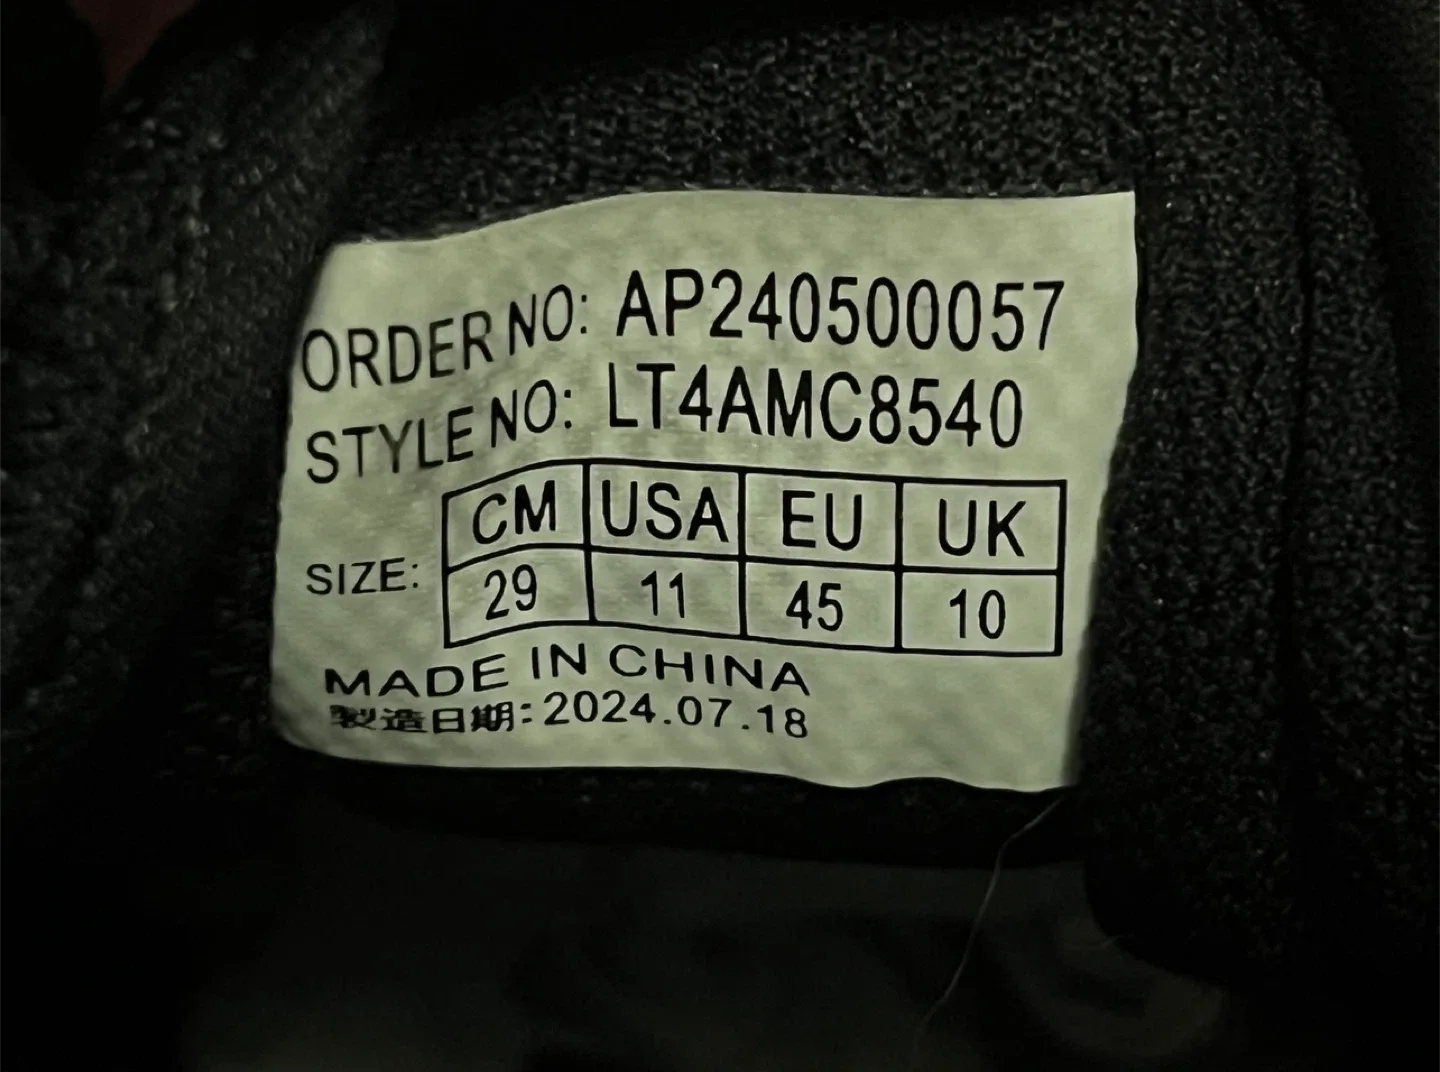 ORDER NO: AP240500057
STYLE NO: LT4AMC8540
CM USA EU UK
SIZE: 29 11 45 10
MADE IN CHINA
製造日期: 2024.07.18